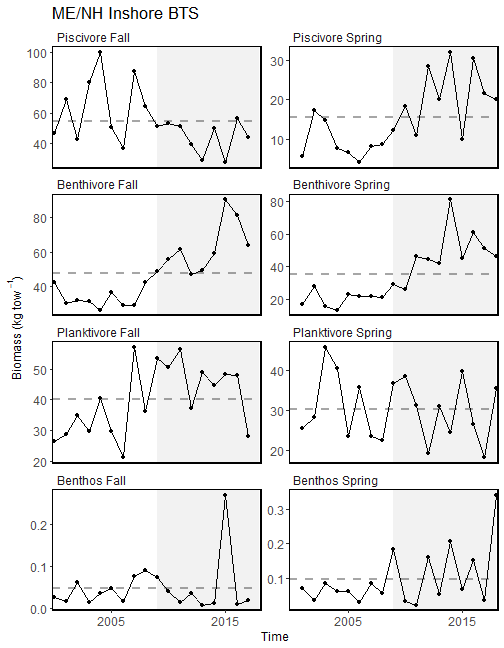 ME/NH Inshore BTS
Piscivore Fall
Piscivore Spring
100
80
60
40
30
20
10
Benthivore Fall
Benthivore Spring
80
60
40
80
60
40
20
Planktivore Fall
Planktivore Spring
50
40
30
20
40
30
20
Benthos Fall
Benthos Spring
0.2
0.1
0.0
0.3
0.2
0.1
2005
2015
2005
2015
Biomass (kg tow⁻¹)
Time